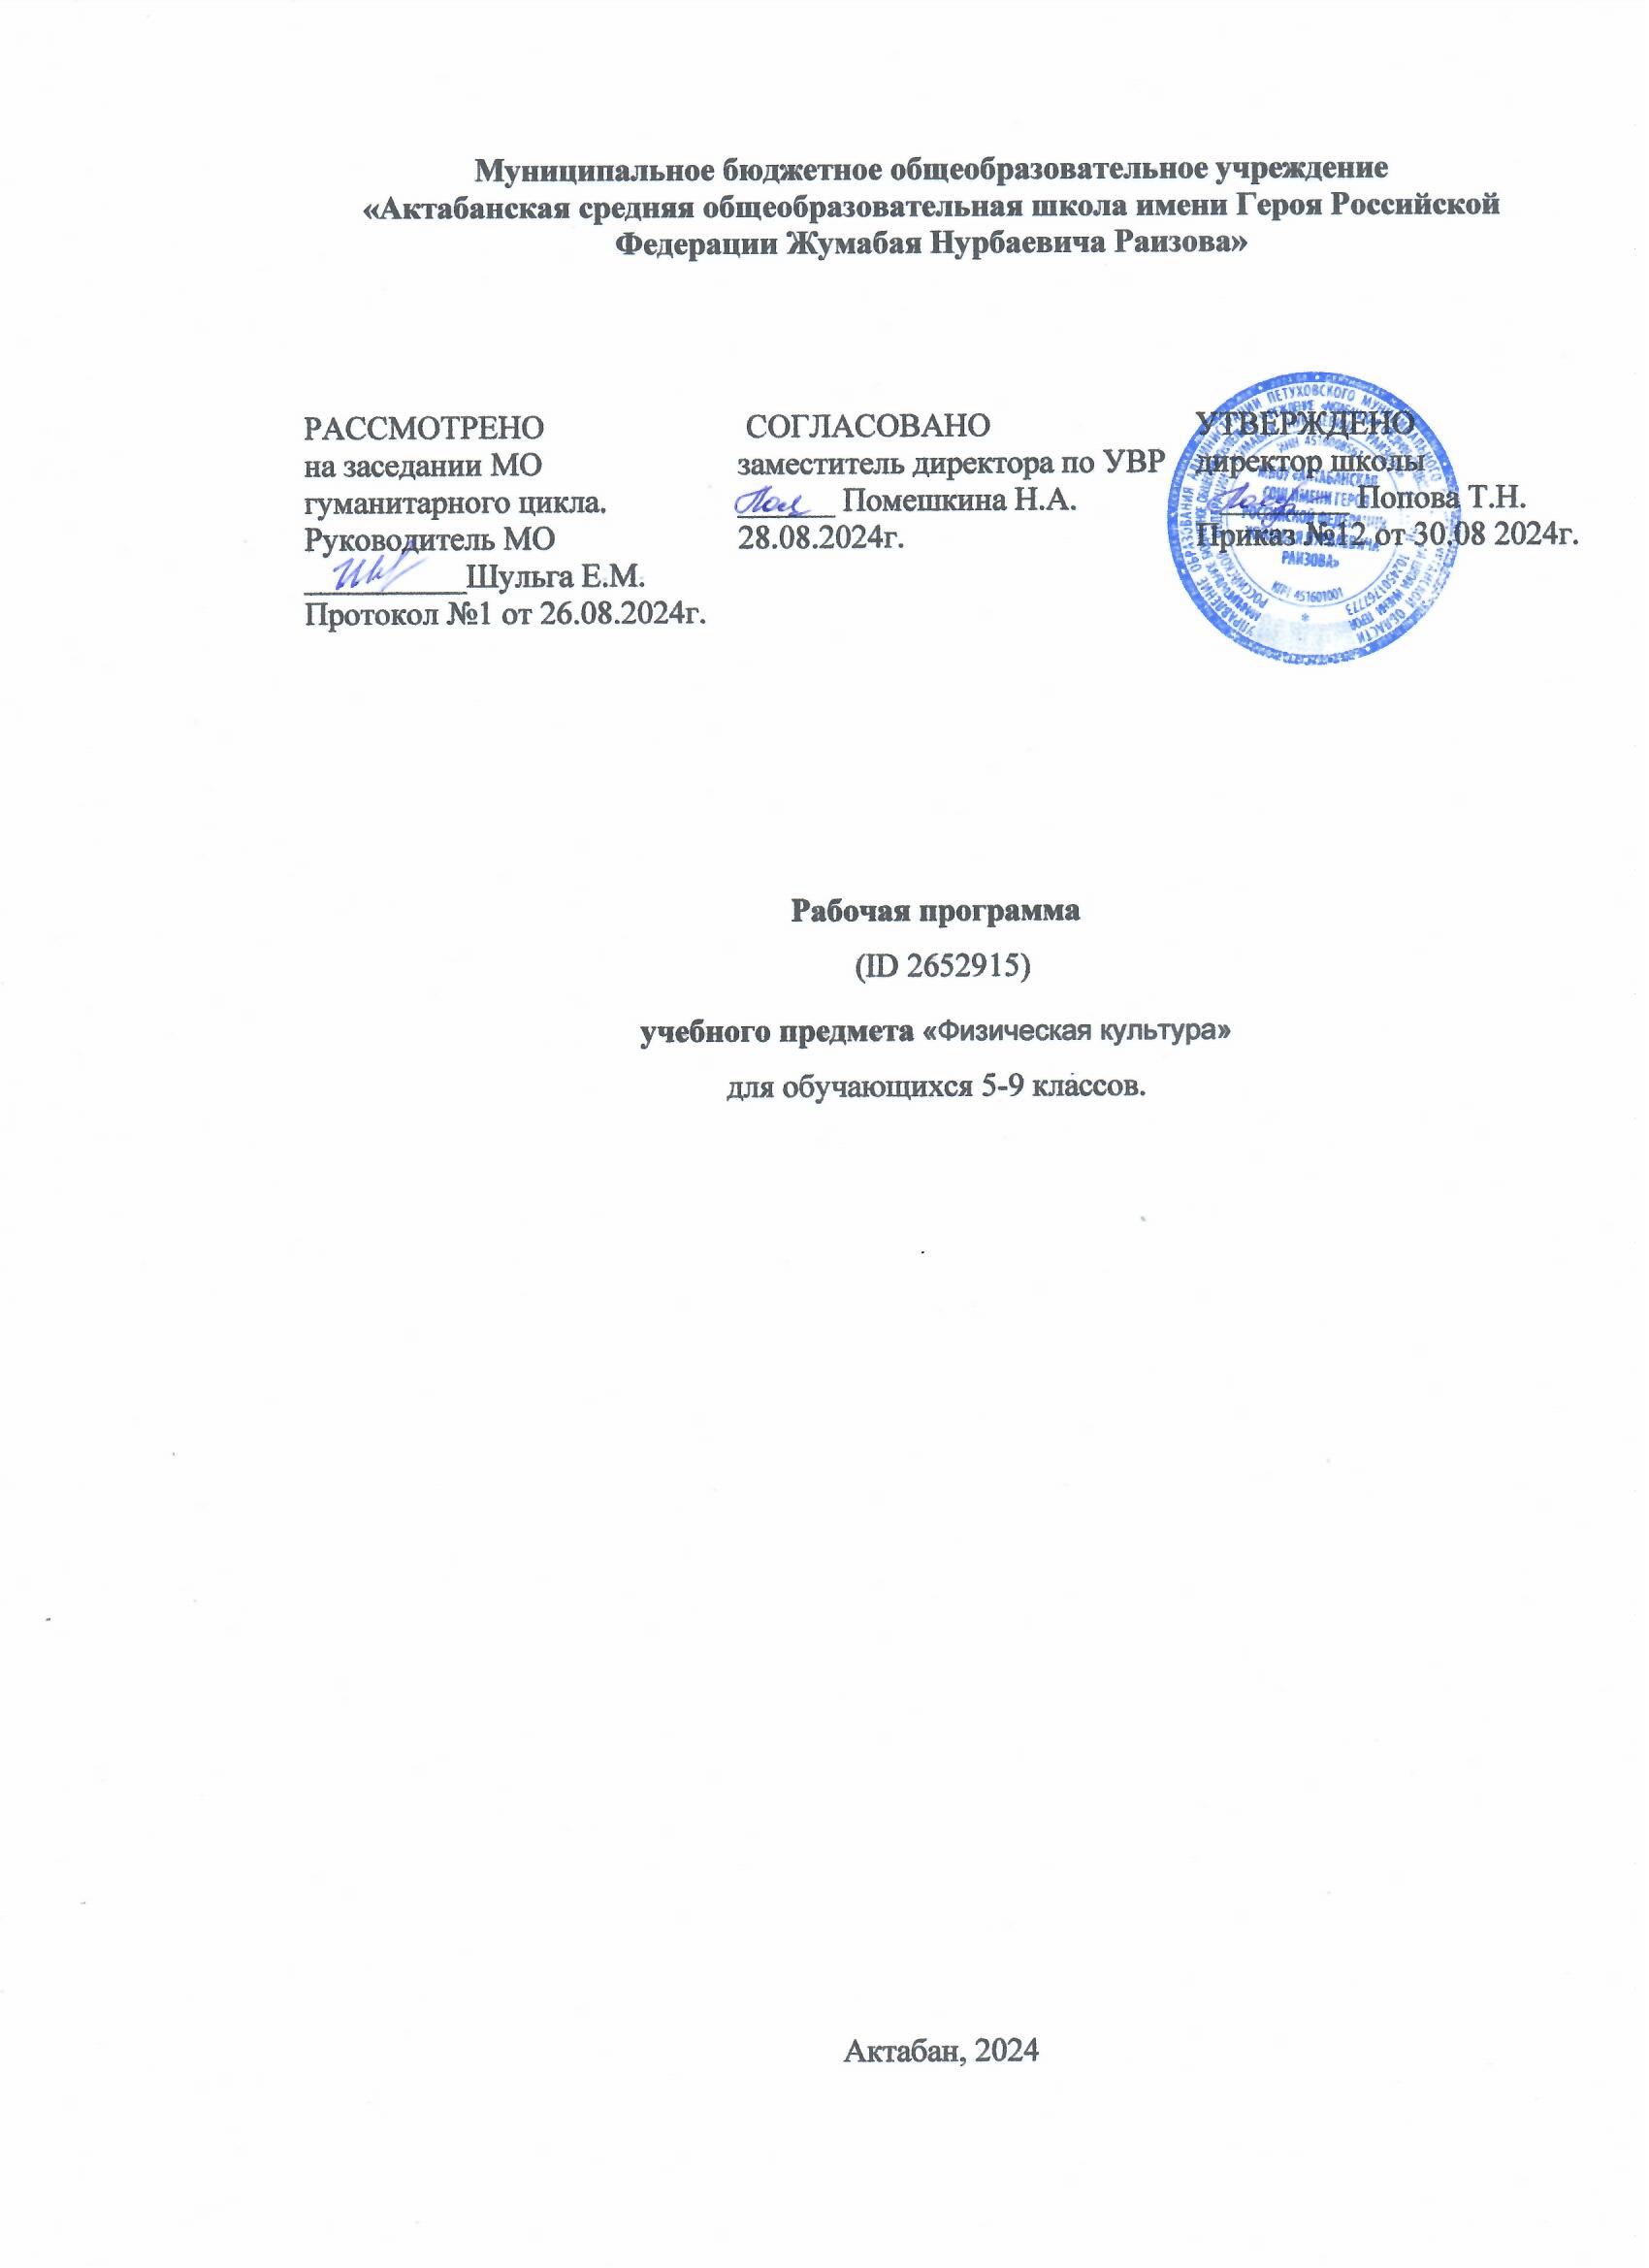 Муниципальное бюджетное общеобразовательное учреждение
«Актабанская средняя общеобразовательная школа имени Героя Российской
Федерации Жумабая Нурбаевича Раизова»
РАССМОТРЕНО
на заседании МО
гуманитарного цикла.
Руководитель МО
Шульга Е.М.
Протокол №1 от 26.08.2024г.
СОГЛАСОВАНО
заместитель директора по УВР
Помешкина Н.А.
28.08.2024г.
УТВЕРЖДЕНО
директор школы
Попова Т.Н.
Приказ №12 от 30.08 2024г.
РАИЗОВА»
Рабочая программа
(ID 2652915)
учебного предмета «Физическая культура»
для обучающихся 5-9 классов.
Актабан, 2024